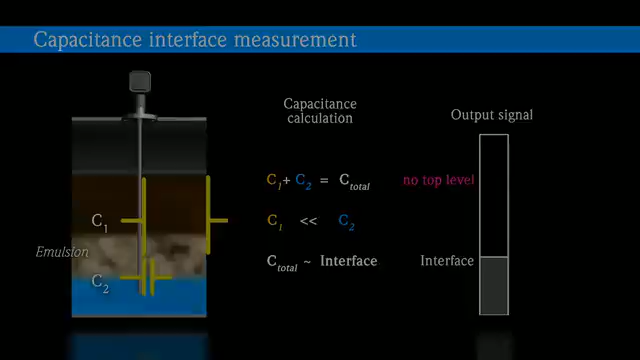 Capacitance interface measurement
Capacitance
calculation
Output signal
C1+ C2 = Ctotal
no top level
C1
C1 << C2
Emulsion
Ctotal ~ Interface
Interface
C2